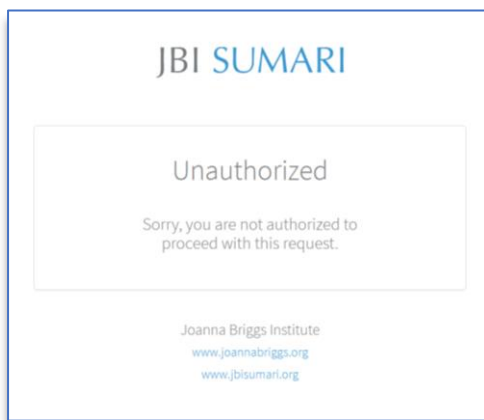 JBI SUMARI
Unauthorized
Sorry, you are not authorized to
proceed with this request.
Joanna Briggs Institute
www.joannabriggs.org
www.jbisumari.org